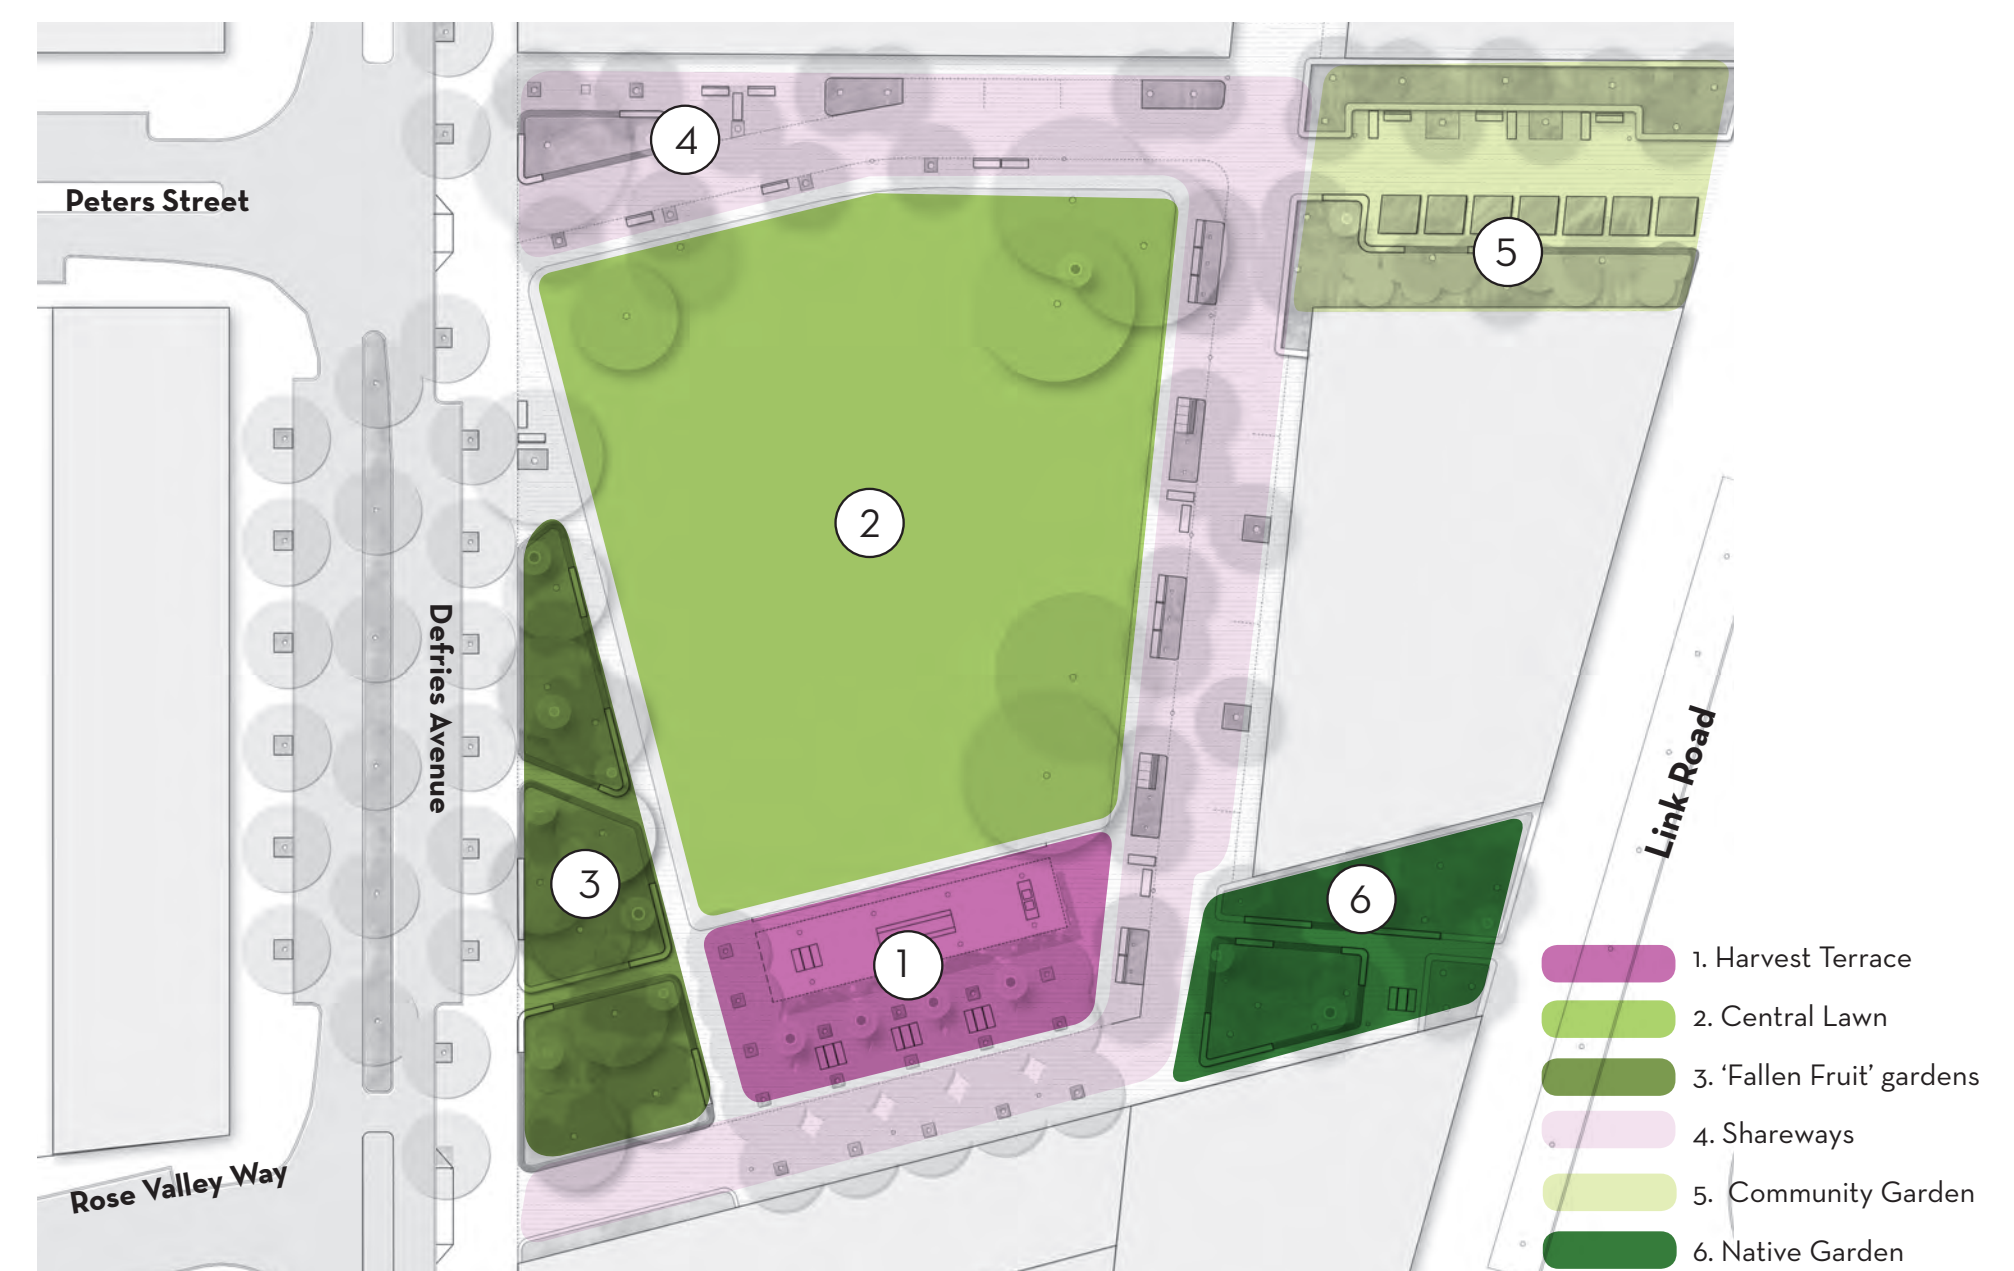 4
5
Peters Street
2
Defries Avenue
3
1
6
Link Road
Rose Valley Way
1. Harvest Terrace
2. Central Lawn
3. ‘Fallen Fruit’ gardens
4. Shareways
5. Community Garden
6. Native Garden